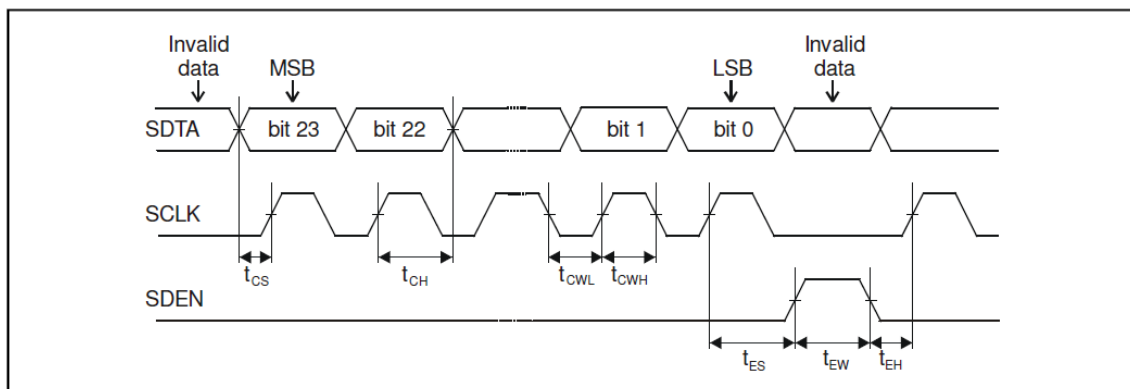 Invalid
data
MSB
LSB
Invalid
data
SDTA
bit 23
bit 22
bit 1
bit 0
SCLK
tCS
tCH
tCWL
tCWH
SDEN
tES
tEW
tEH